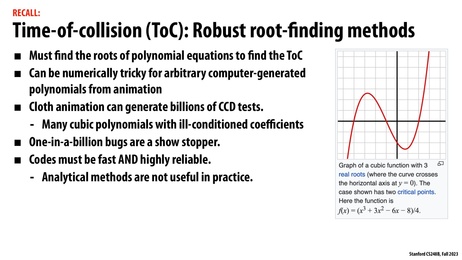 RECALL:
Time-of-collision (ToC): Robust root-finding methods
■ Must find the roots of polynomial equations to find the ToC
■ Can be numerically tricky for arbitrary computer-generated
polynomials from animation
■ Cloth animation can generate billions of CCD tests.
- Many cubic polynomials with ill-conditioned coefficients
■ One-in-a-billion bugs are a show stopper.
■ Codes must be fast AND highly reliable.
- Analytical methods are not useful in practice.
Graph of a cubic function with 3
real roots (where the curve crosses
the horizontal axis at y = 0). The
case shown has two critical points.
Here the function is
f(x) = (x³ + 3x² − 6x − 8)/4.
Stanford CS248B, Fall 2023